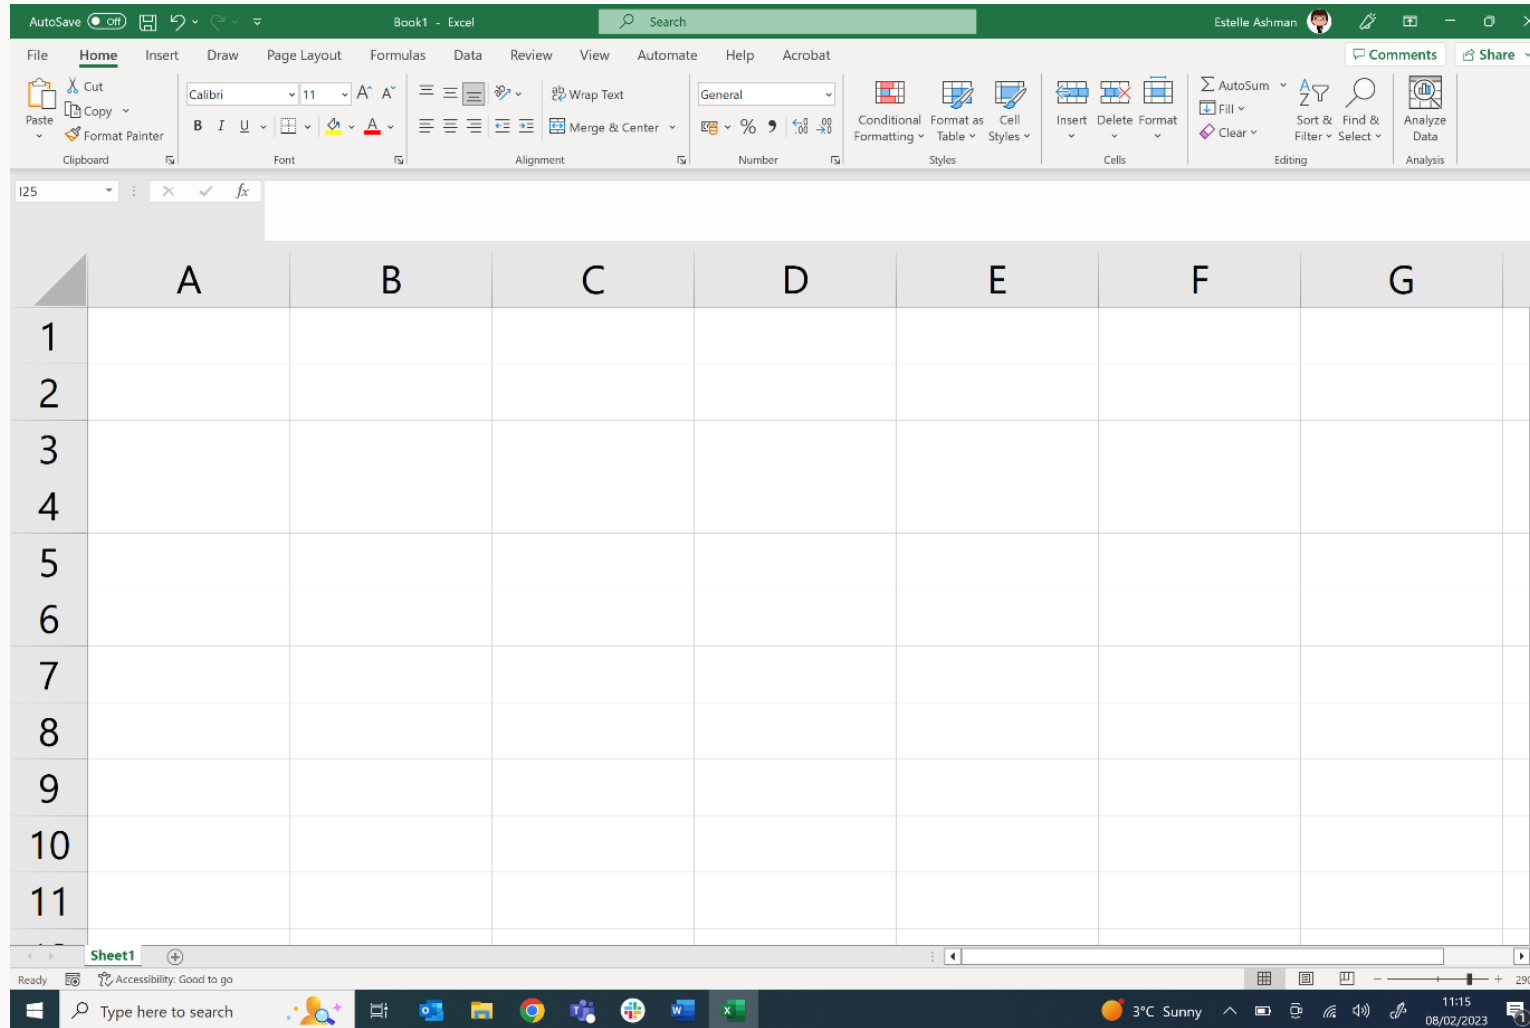 AutoSave Off Book1 - Excel Search Estelle Ashman
File Home Insert Draw Page Layout Formulas Data Review View Automate Help Acrobat Comments Share
Paste Cut Copy Format Painter
Clipboard
Calibri 11
B I U A
Font
Wrap Text
Merge & Center
Alignment
General
%
Number
Conditional Formatting Format as Table Cell Styles
Styles
Insert Delete Format
Cells
AutoSum
Fill
Clear
Sort & Filter Find & Select
Editing
Analyze Data
Analysis
I25 fx
A B C D E F G
1
2
3
4
5
6
7
8
9
10
11
Sheet1
Ready Accessibility: Good to go
Type here to search 3°C Sunny 11:15
08/02/2023